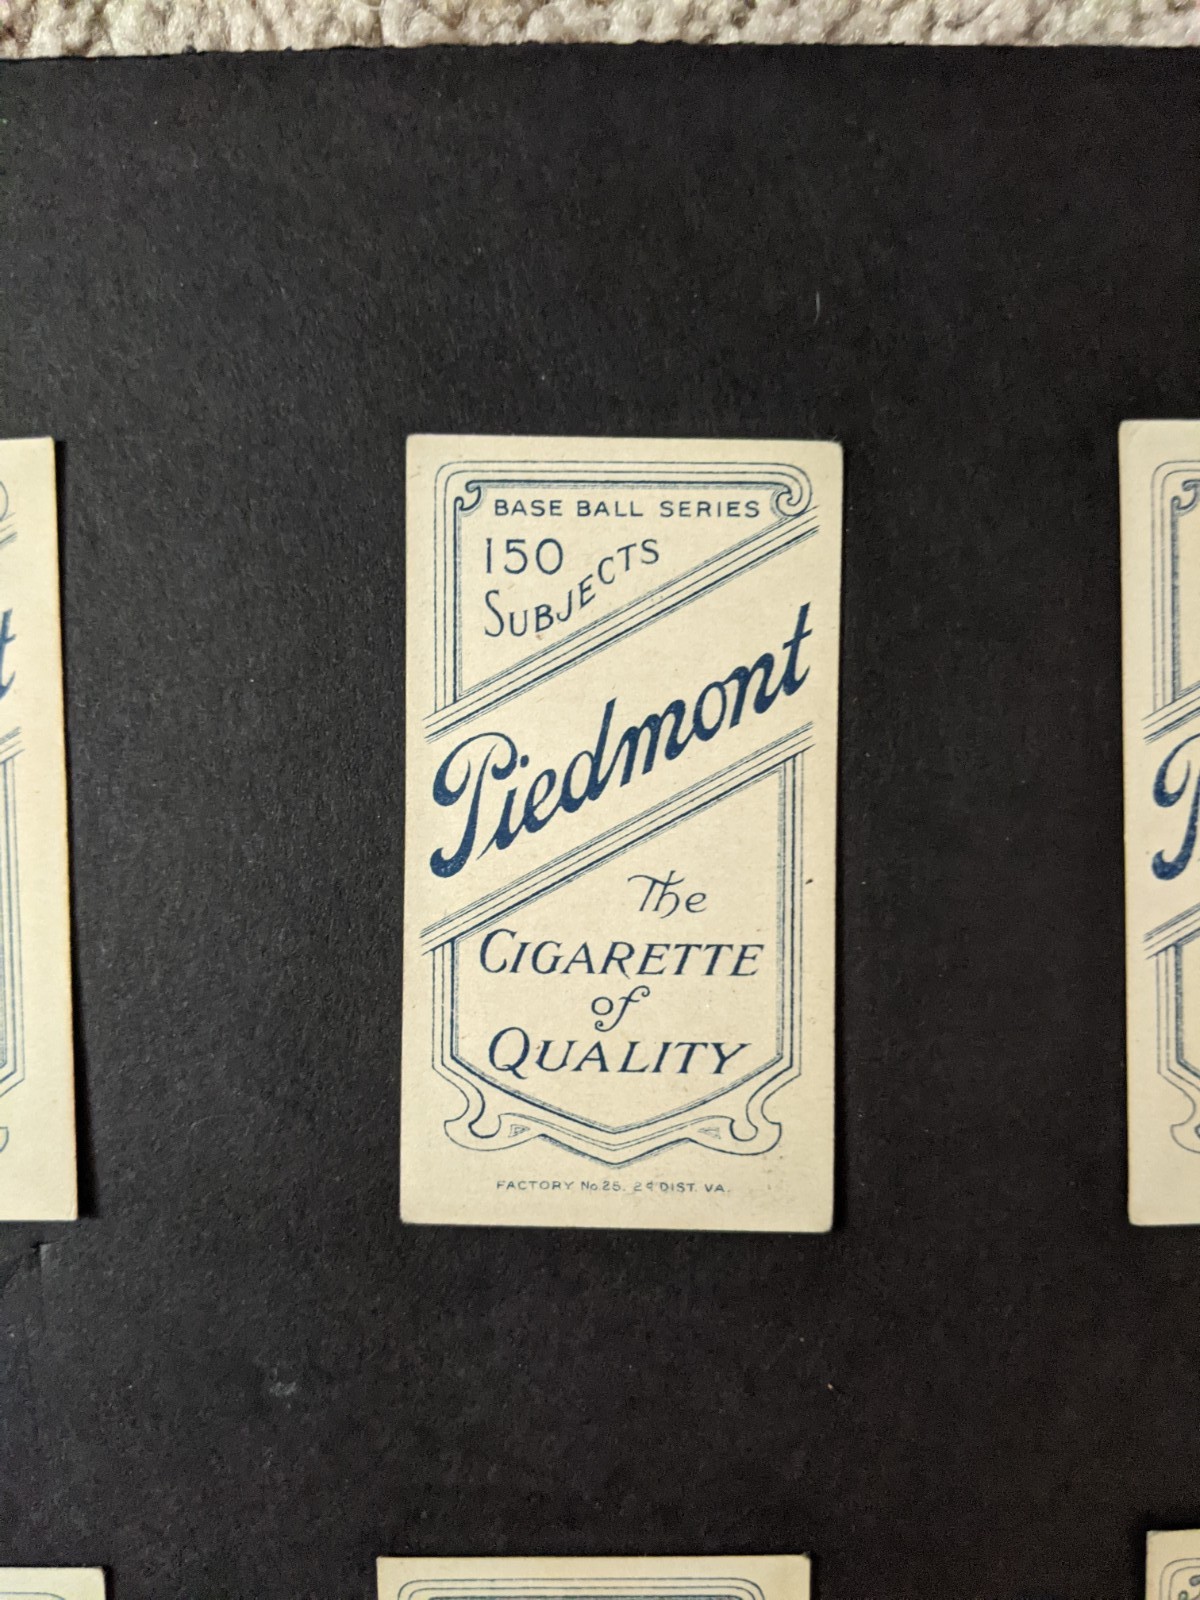 BASE BALL SERIES
150
SUBJECTS
Piedmont
The
CIGARETTE
of
QUALITY
FACTORY No. 25. 2d DIST. VA.